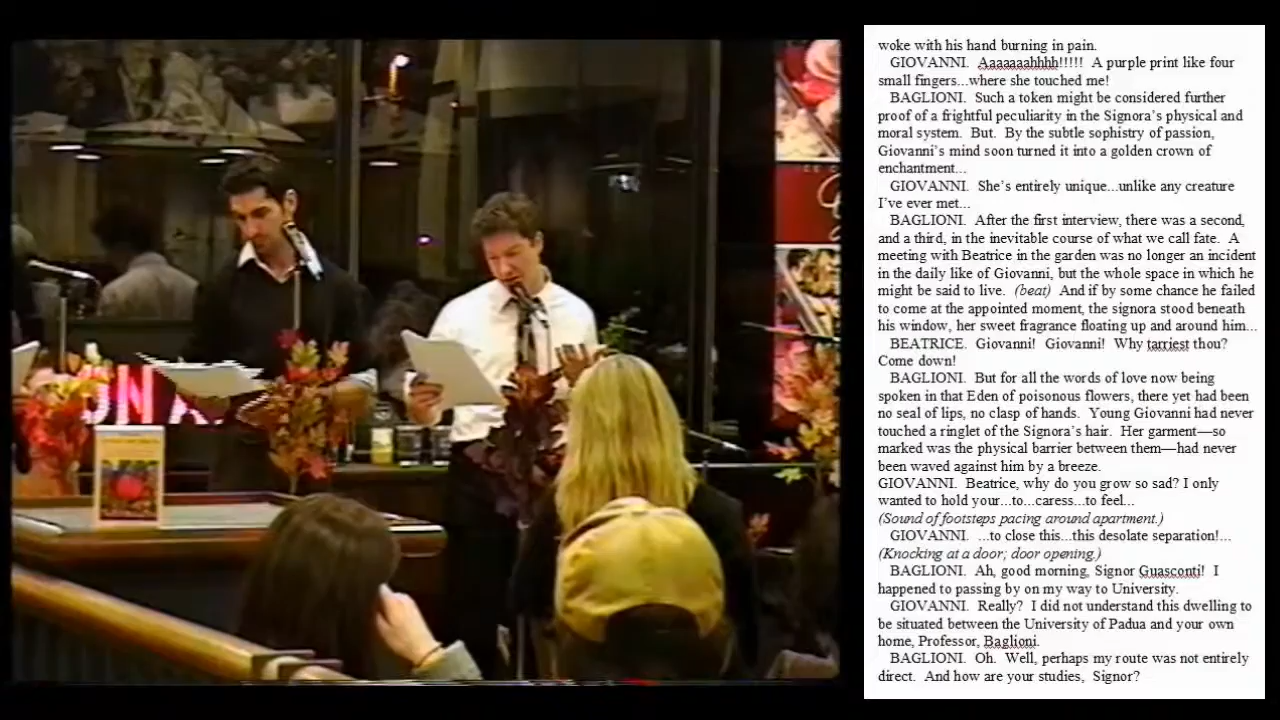 woke with his hand burning in pain.
GIOVANNI.  Aaaaaaahhhh!!!!!  A purple print like four
small fingers...where she touched me!
BAGLIONI.  Such a token might be considered further
proof of a frightful peculiarity in the Signora's physical and
moral system.  But.  By the subtle sophistry of passion,
Giovanni's mind soon turned it into a golden crown of
enchantment...
GIOVANNI.  She's entirely unique...unlike any creature
I've ever met...
BAGLIONI.  After the first interview, there was a second,
and a third, in the inevitable course of what we call fate.  A
meeting with Beatrice in the garden was no longer an incident
in the daily like of Giovanni, but the whole space in which he
might be said to live.  (beat)  And if by some chance he failed
to come at the appointed moment, the signora stood beneath
his window, her sweet fragrance floating up and around him...
BEATRICE.  Giovanni!  Giovanni!  Why tarriest thou?
Come down!
BAGLIONI.  But for all the words of love now being
spoken in that Eden of poisonous flowers, there yet had been
no seal of lips, no clasp of hands.  Young Giovanni had never
touched a ringlet of the Signora's hair.  Her garment—so
marked was the physical barrier between them—had never
been waved against him by a breeze.
GIOVANNI.  Beatrice, why do you grow so sad? I only
wanted to hold your...to...caress...to feel...
(Sound of footsteps pacing around apartment.)
GIOVANNI.  ...to close this...this desolate separation!...
(Knocking at a door; door opening.)
BAGLIONI.  Ah, good morning, Signor Guasconti!  I
happened to passing by on my way to University.
GIOVANNI.  Really?  I did not understand this dwelling to
be situated between the University of Padua and your own
home, Professor, Baglioni.
BAGLIONI.  Oh.  Well, perhaps my route was not entirely
direct.  And how are your studies,  Signor?